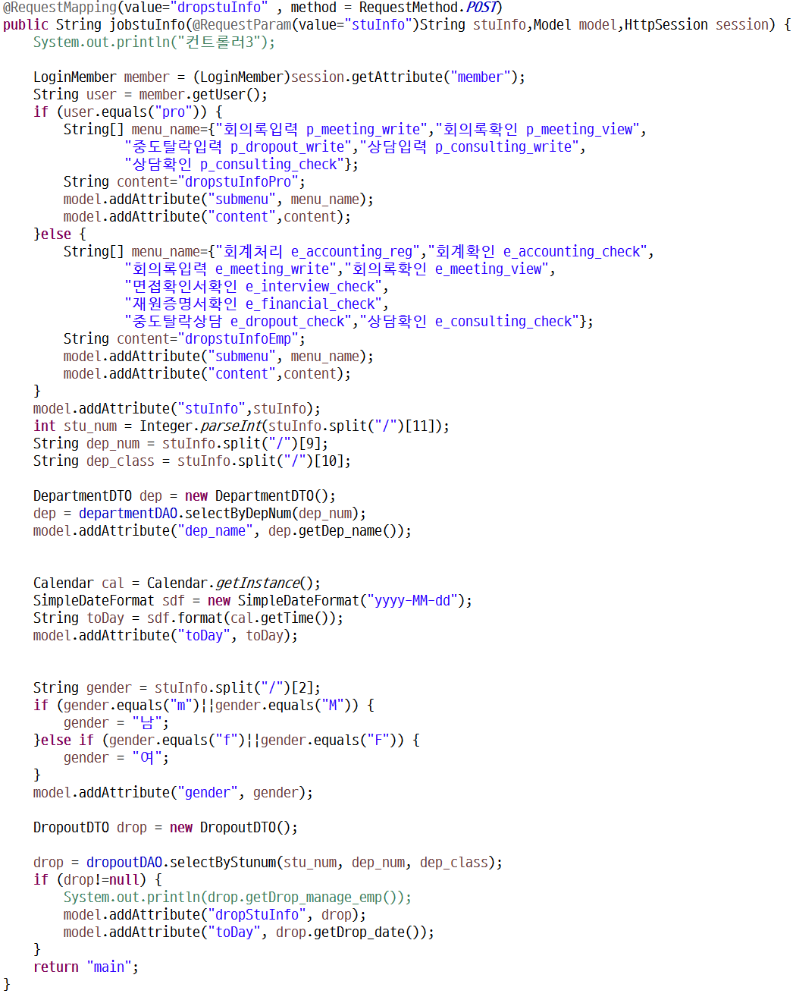 @RequestMapping(value="dropstuInfo" , method = RequestMethod.POST)
public String jobstuInfo(@RequestParam(value="stuInfo")String stuInfo,Model model,HttpSession session) {
    System.out.println("컨트롤러3");

    LoginMember member = (LoginMember)session.getAttribute("member");
    String user = member.getUser();
    if (user.equals("pro")) {
        String[] menu_name={"회의록입력 p_meeting_write","회의록확인 p_meeting_view",
                "중도탈락입력 p_dropout_write","상담입력 p_consulting_write",
                "상담확인 p_consulting_check"};
        String content="dropstuInfoPro";
        model.addAttribute("submenu", menu_name);
        model.addAttribute("content",content);
    }else {
        String[] menu_name={"회계처리 e_accounting_reg","회계확인 e_accounting_check",
                "회의록입력 e_meeting_write","회의록확인 e_meeting_view",
                "면접확인서확인 e_interview_check",
                "재원증명서확인 e_financial_check",
                "중도탈락상담 e_dropout_check","상담확인 e_consulting_check"};
        String content="dropstuInfoEmp";
        model.addAttribute("submenu", menu_name);
        model.addAttribute("content",content);
    }
    model.addAttribute("stuInfo",stuInfo);
    int stu_num = Integer.parseInt(stuInfo.split("/")[11]);
    String dep_num = stuInfo.split("/")[9];
    String dep_class = stuInfo.split("/")[10];

    DepartmentDTO dep = new DepartmentDTO();
    dep = departmentDAO.selectByDepNum(dep_num);
    model.addAttribute("dep_name", dep.getDep_name());


    Calendar cal = Calendar.getInstance();
    SimpleDateFormat sdf = new SimpleDateFormat("yyyy-MM-dd");
    String toDay = sdf.format(cal.getTime());
    model.addAttribute("toDay", toDay);


    String gender = stuInfo.split("/")[2];
    if (gender.equals("m")||gender.equals("M")) {
        gender = "남";
    }else if (gender.equals("f")||gender.equals("F")) {
        gender = "여";
    }
    model.addAttribute("gender", gender);

    DropoutDTO drop = new DropoutDTO();

    drop = dropoutDAO.selectByStunum(stu_num, dep_num, dep_class);
    if (drop!=null) {
        System.out.println(drop.getDrop_manage_emp());
        model.addAttribute("dropStuInfo", drop);
        model.addAttribute("toDay", drop.getDrop_date());
    }
    return "main";
}